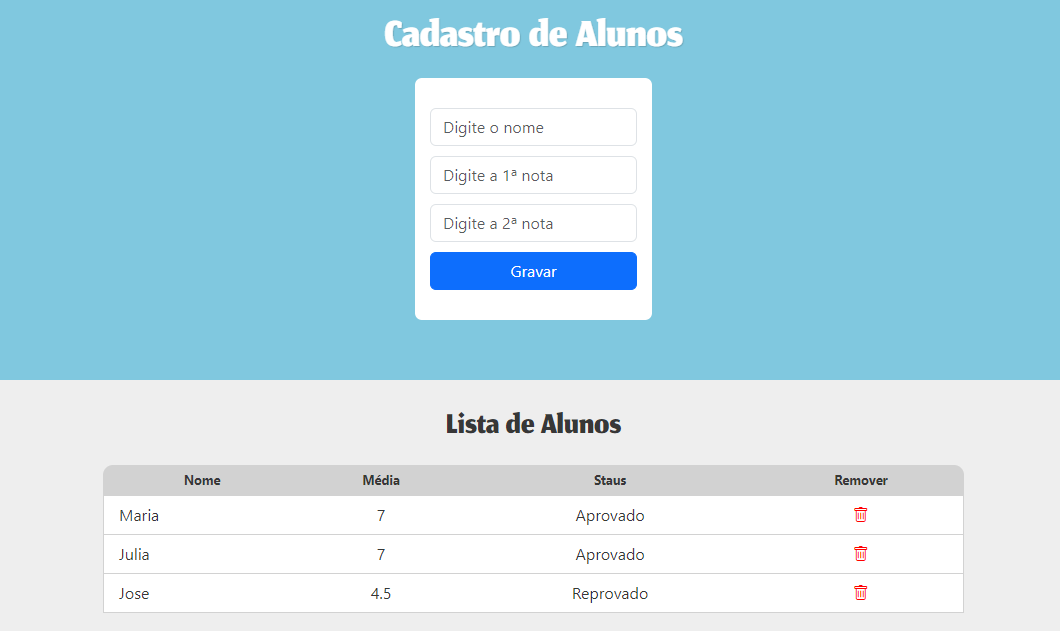 Cadastro de Alunos
Digite o nome
Digite a 1ª nota
Digite a 2ª nota
Gravar
Lista de Alunos
Nome Média Staus Remover
Maria 7 Aprovado
Julia 7 Aprovado
Jose 4.5 Reprovado